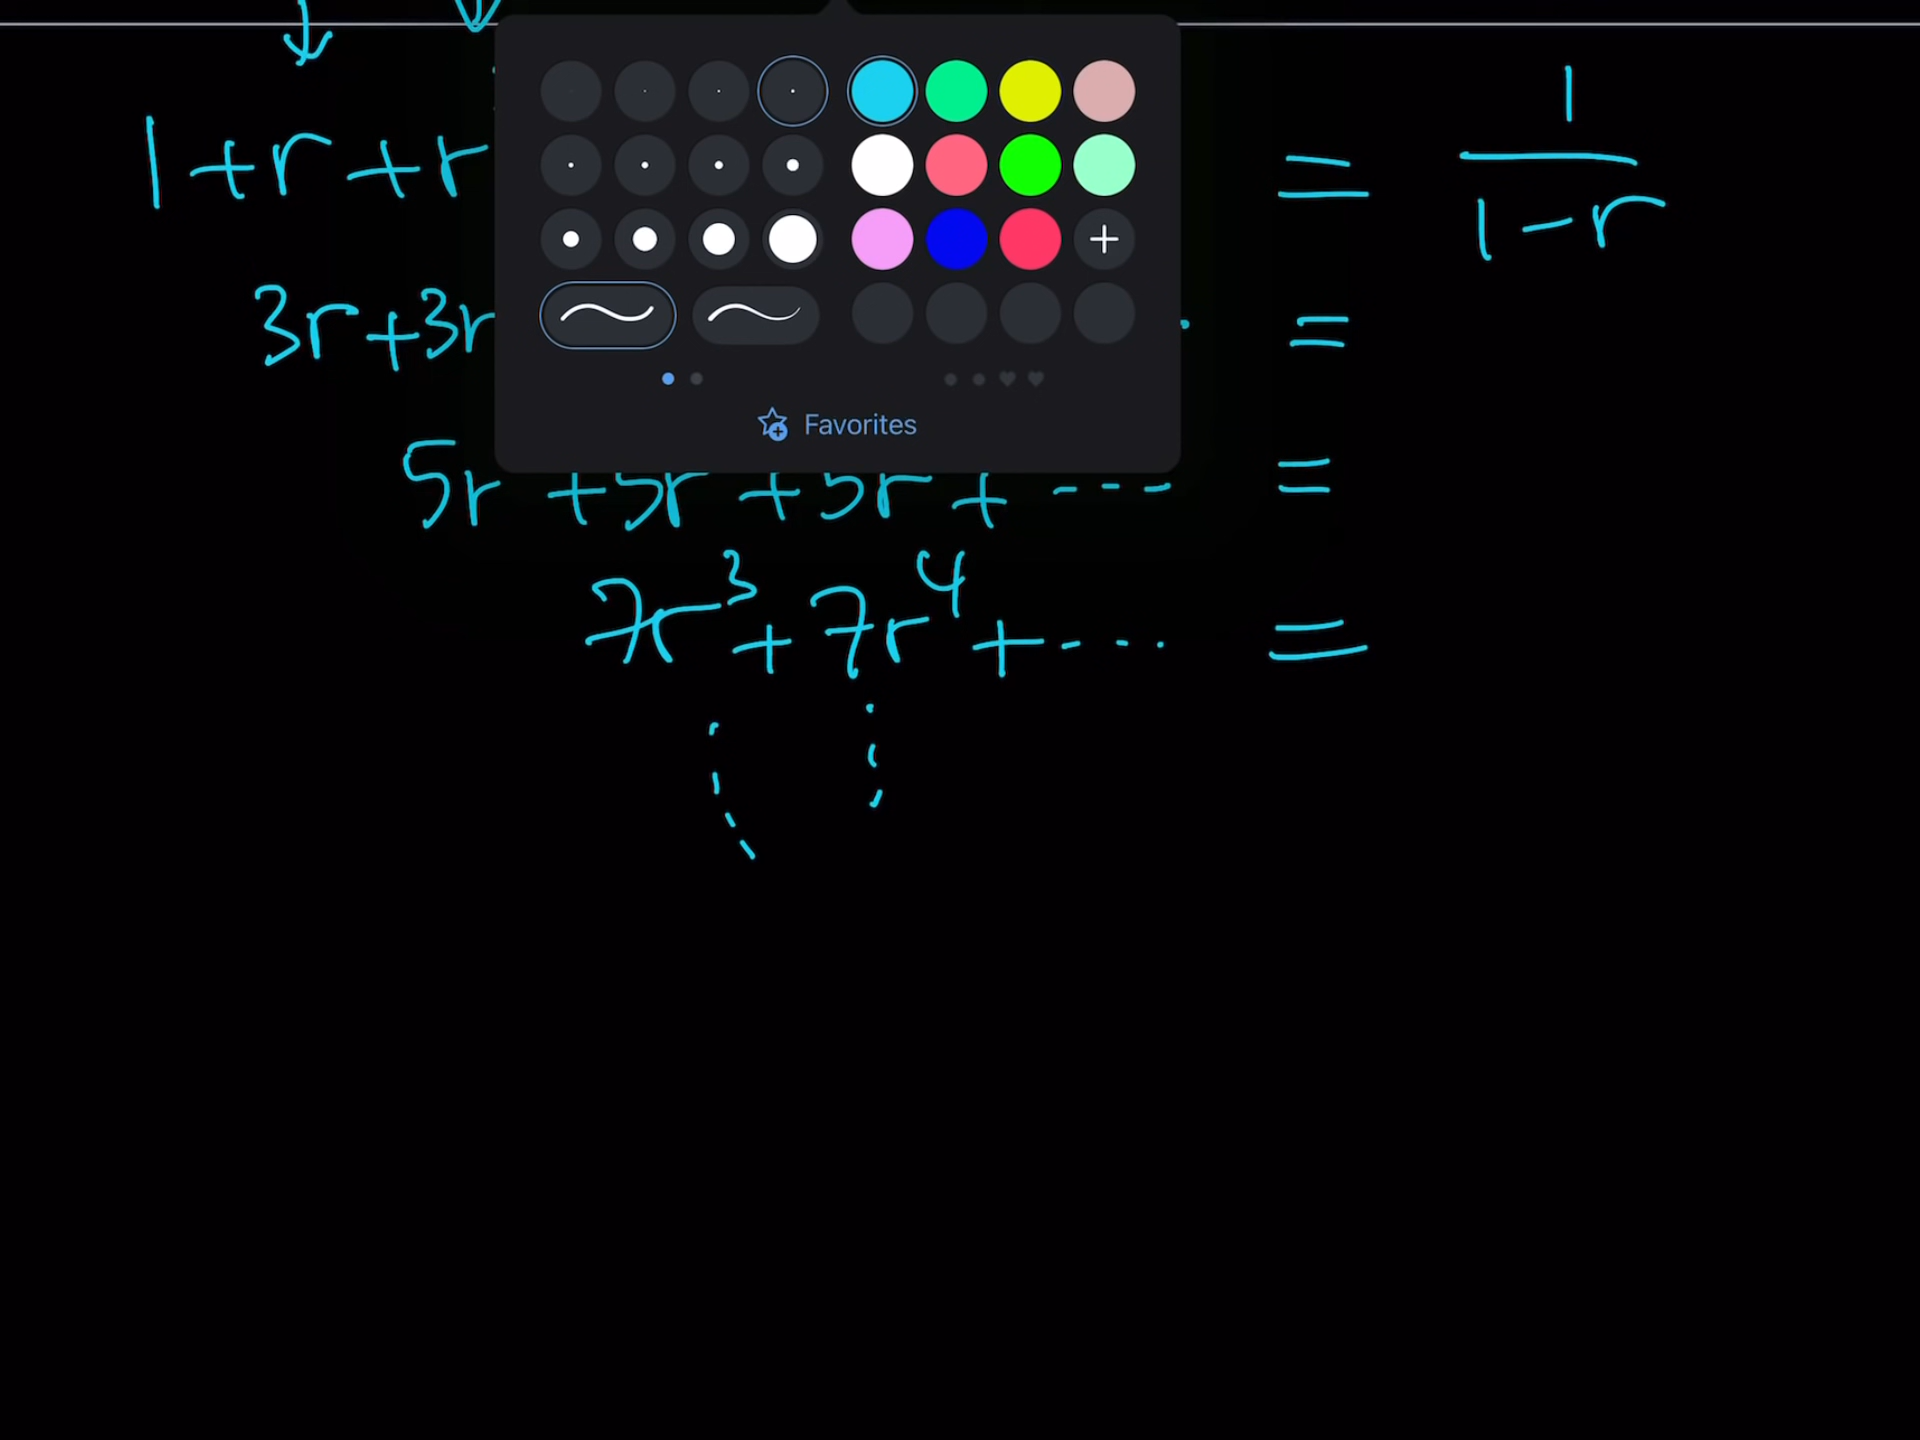 1+r+r = 1/(1-r)
3r+3r =
Favorites
5r +5r +5r + --- =
7r³+7r⁴+... =